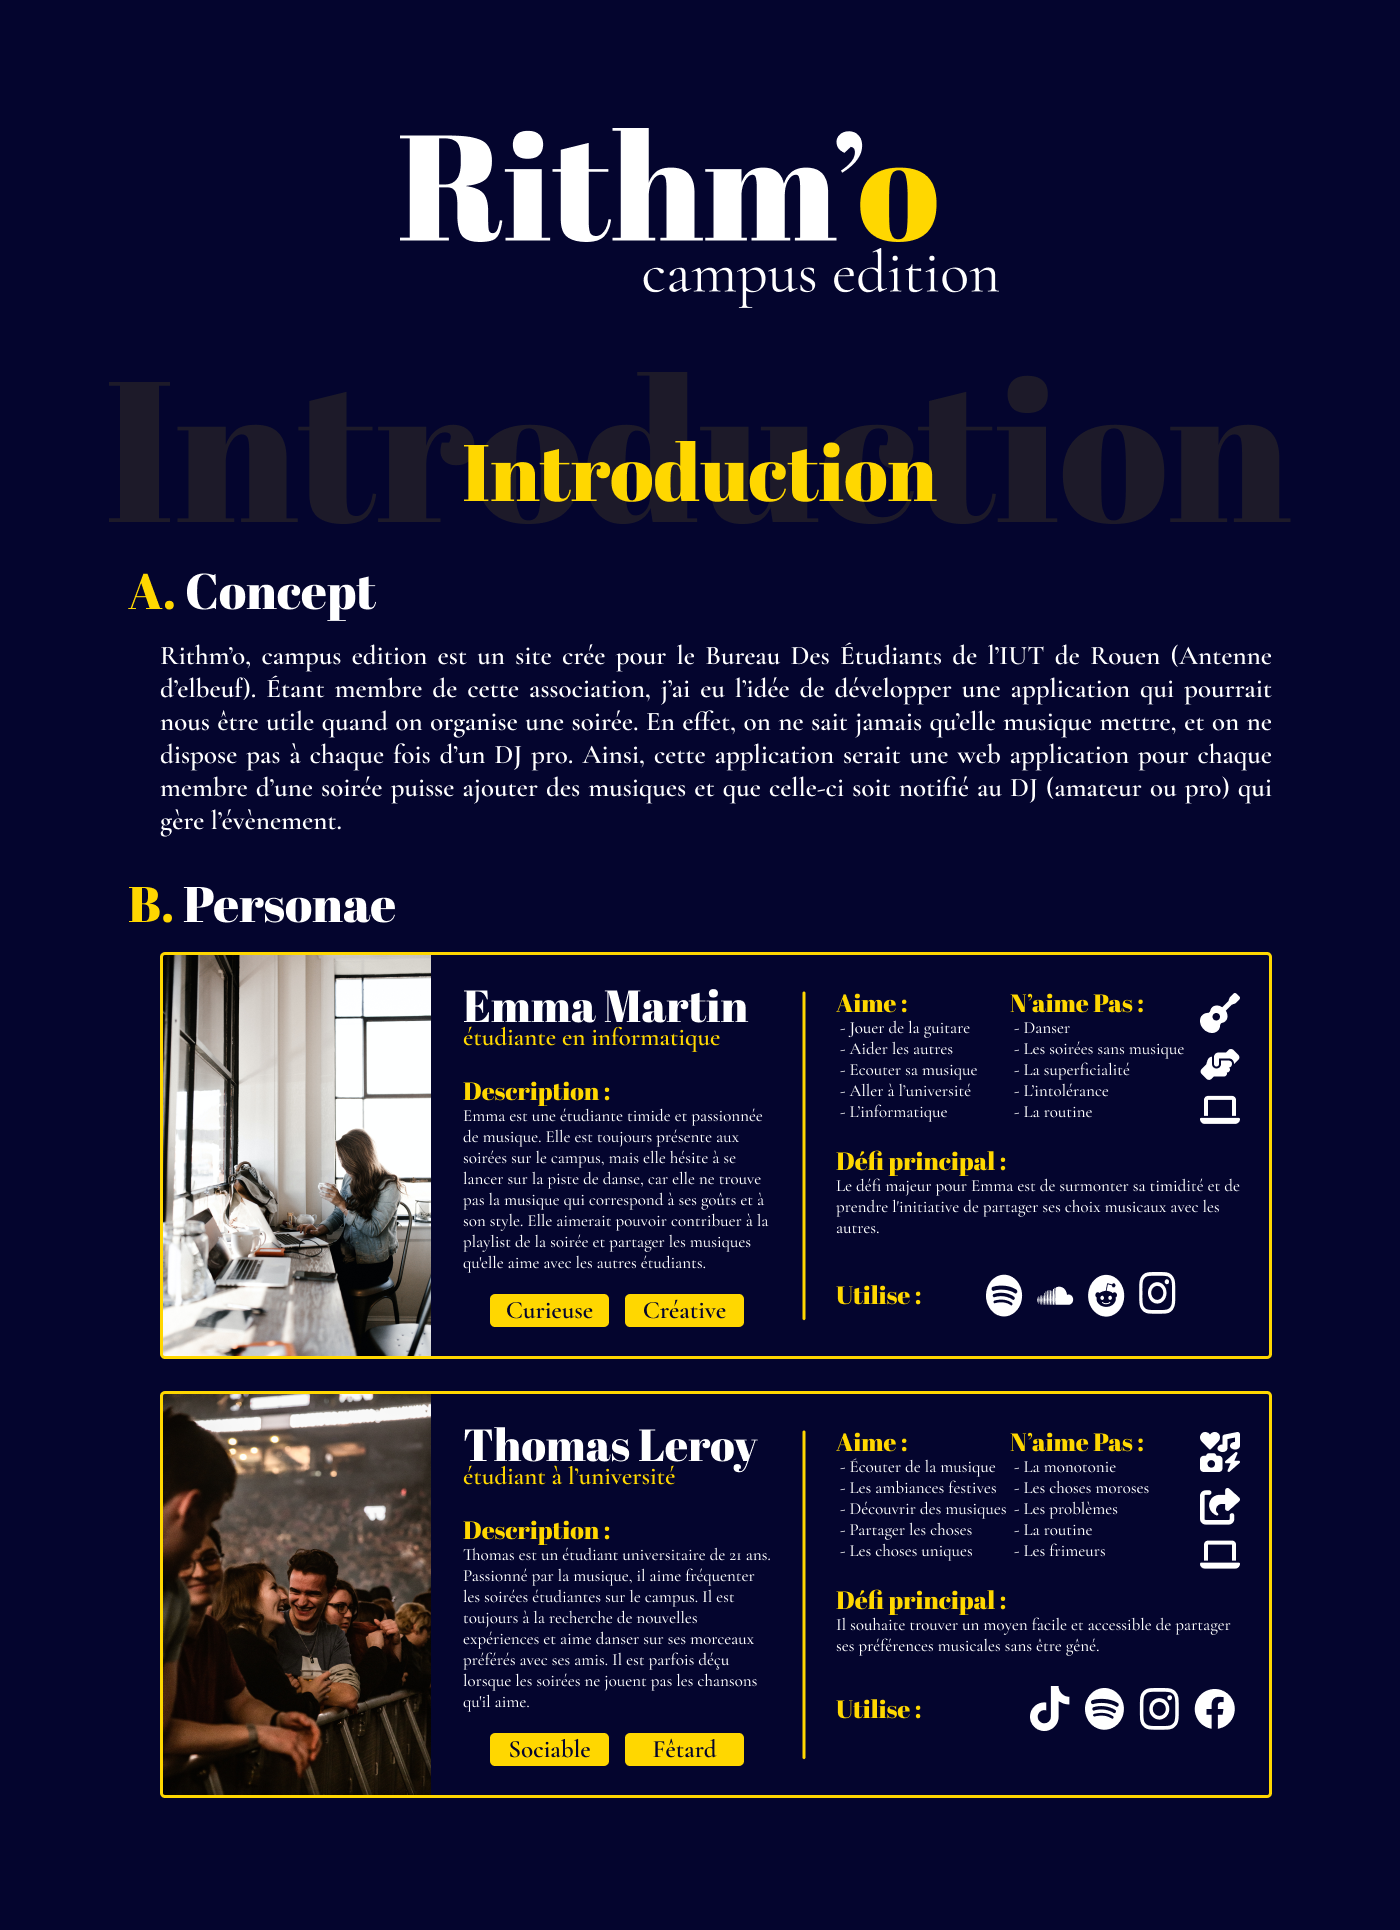 Rithm’o
campus edition
Introduction
Introduction
A. Concept
Rithm’o, campus edition est un site crée pour le Bureau Des Étudiants de l’IUT de Rouen (Antenne
d’elbeuf). Étant membre de cette association, j’ai eu l’idée de développer une application qui pourrait
nous être utile quand on organise une soirée. En effet, on ne sait jamais qu’elle musique mettre, et on ne
dispose pas à chaque fois d’un DJ pro. Ainsi, cette application serait une web application pour chaque
membre d’une soirée puisse ajouter des musiques et que celle-ci soit notifié au DJ (amateur ou pro) qui
gère l’évènement.
B. Personae
Emma Martin
étudiante en informatique
Description :
Emma est une étudiante timide et passionnée
de musique. Elle est toujours présente aux
soirées sur le campus, mais elle hésite à se
lancer sur la piste de danse, car elle ne trouve
pas la musique qui correspond à ses goûts et à
son style. Elle aimerait pouvoir contribuer à la
playlist de la soirée et partager les musiques
qu'elle aime avec les autres étudiants.
Curieuse
Créative
Aime :
- Jouer de la guitare
- Aider les autres
- Ecouter sa musique
- Aller à l’université
- L’informatique
N’aime Pas :
- Danser
- Les soirées sans musique
- La superficialité
- L’intolérance
- La routine
Défi principal :
Le défi majeur pour Emma est de surmonter sa timidité et de
prendre l'initiative de partager ses choix musicaux avec les
autres.
Utilise :
Thomas Leroy
étudiant à l’université
Description :
Thomas est un étudiant universitaire de 21 ans.
Passionné par la musique, il aime fréquenter
les soirées étudiantes sur le campus. Il est
toujours à la recherche de nouvelles
expériences et aime danser sur ses morceaux
préférés avec ses amis. Il est parfois déçu
lorsque les soirées ne jouent pas les chansons
qu'il aime.
Sociable
Fêtard
Aime :
- Écouter de la musique
- Les ambiances festives
- Découvrir des musiques
- Partager les choses
- Les choses uniques
N’aime Pas :
- La monotonie
- Les choses moroses
- Les problèmes
- La routine
- Les frimeurs
Défi principal :
Il souhaite trouver un moyen facile et accessible de partager
ses préférences musicales sans être gêné.
Utilise :